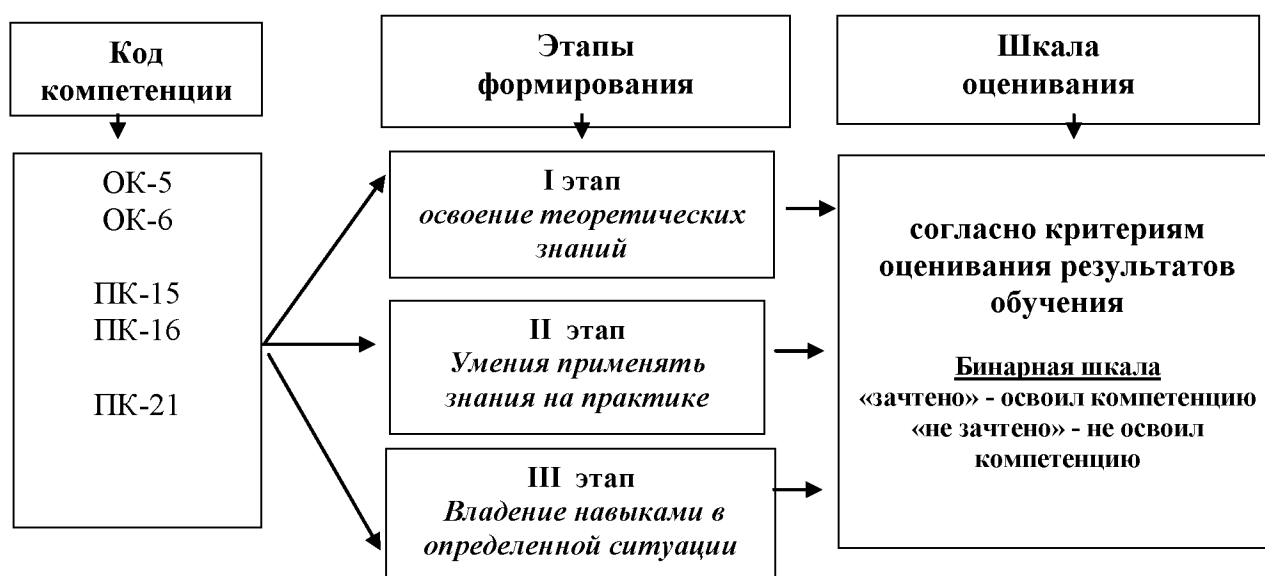 Код
компетенции
Этапы
формирования
Шкала
оценивания
ОК-5
ОК-6
ПК-15
ПК-16
ПК-21
I этап
освоение теоретических
знаний
II этап
Умения применять
знания на практике
III этап
Владение навыками в
определенной ситуации
согласно критериям
оценивания результатов
обучения
Бинарная шкала
«зачтено» - освоил компетенцию
«не зачтено» - не освоил
компетенцию